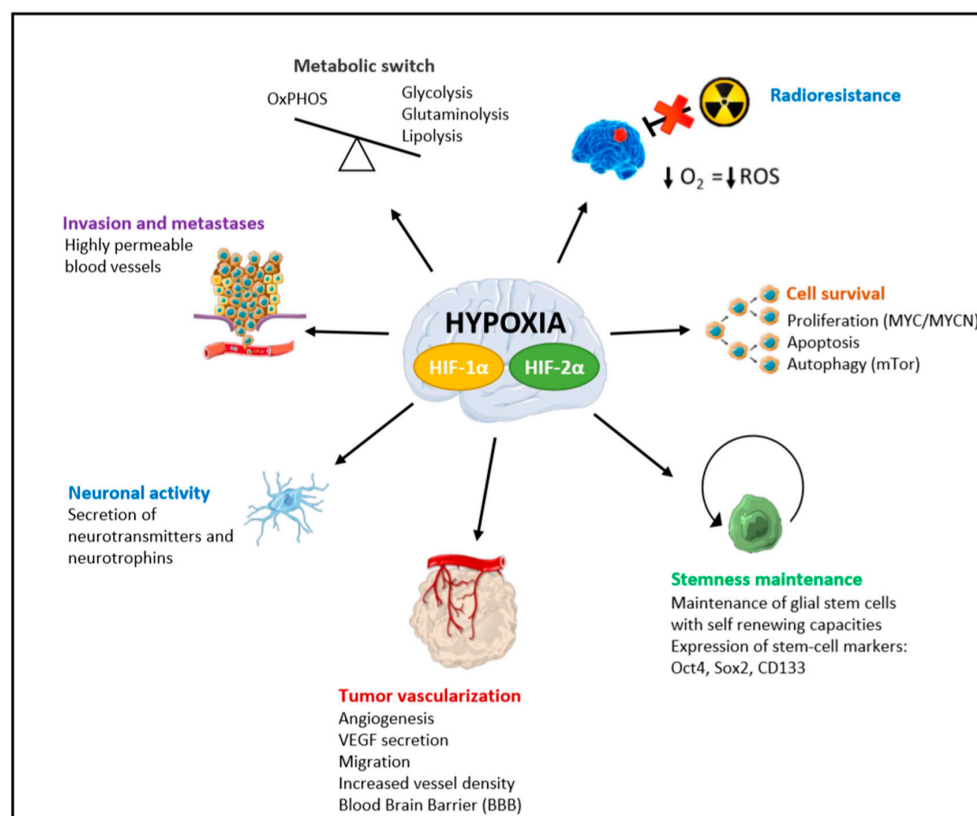 Metabolic switch
OxPHOS
Glycolysis
Glutaminolysis
Lipolysis
Radioresistance
↓ O₂ = ↓ ROS
Invasion and metastases
Highly permeable
blood vessels
Cell survival
Proliferation (MYC/MYCN)
Apoptosis
Autophagy (mTor)
HYPOXIA
HIF-1α
HIF-2α
Neuronal activity
Secretion of
neurotransmitters and
neurotrophins
Stemness maintenance
Maintenance of glial stem cells
with self renewing capacities
Expression of stem-cell markers:
Oct4, Sox2, CD133
Tumor vascularization
Angiogenesis
VEGF secretion
Migration
Increased vessel density
Blood Brain Barrier (BBB)